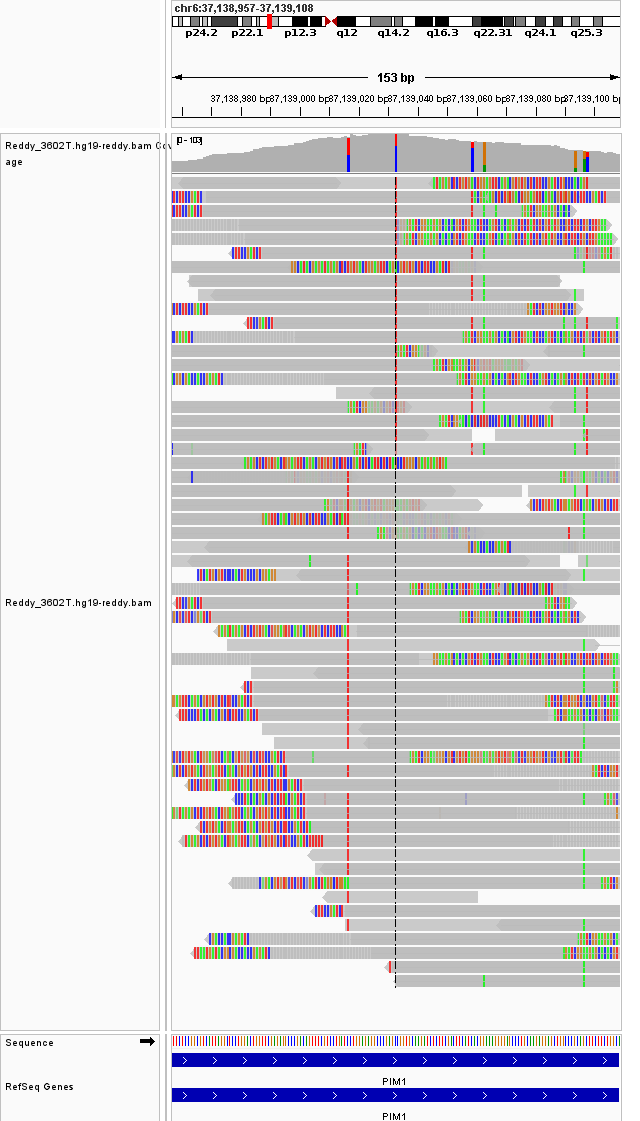 chr6:37,138,957-37,139,108
p24.2 p22.1 p12.3 q12 q14.2 q16.3 q22.31 q24.1 q25.3
153 bp
37,138,980 bp 37,139,000 bp 37,139,020 bp 37,139,040 bp 37,139,060 bp 37,139,080 bp 37,139,100 bp
[0 - 103]
Reddy_3602T.hg19-reddy.bam
age
Reddy_3602T.hg19-reddy.bam
Sequence
PIM1
RefSeq Genes
PIM1